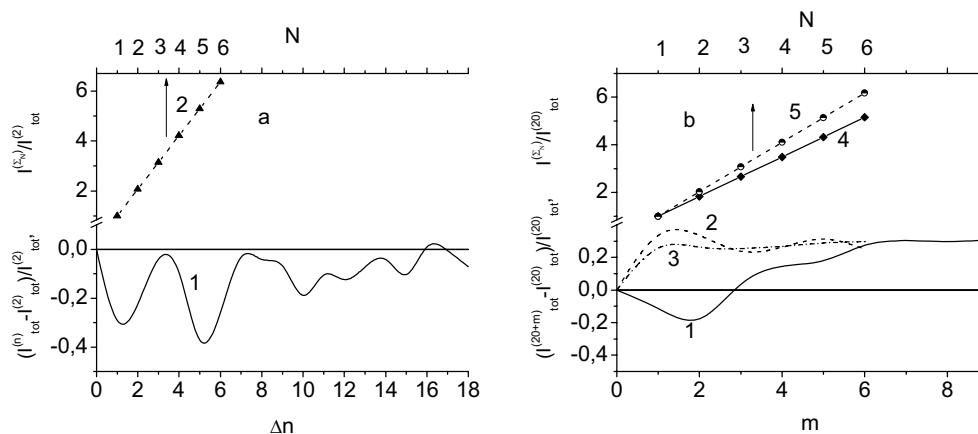 N
1 2 3 4 5 6
6
4
2
0,0
-0,2
-0,4
0 2 4 6 8 10 12 14 16 18
Δn
I^(Σ_N)/I^(2)_tot
(I^(n)_tot-I^(2)_tot)/I^(2)_tot,
2
a
1
N
1 2 3 4 5 6
6
4
2
0,2
0,0
-0,2
-0,4
0 2 4 6 8
m
I^(Σ_N)/I^(20)_tot
(I^(20+m)_tot-I^(20)_tot)/I^(20)_tot,
b
5
4
2
3
1